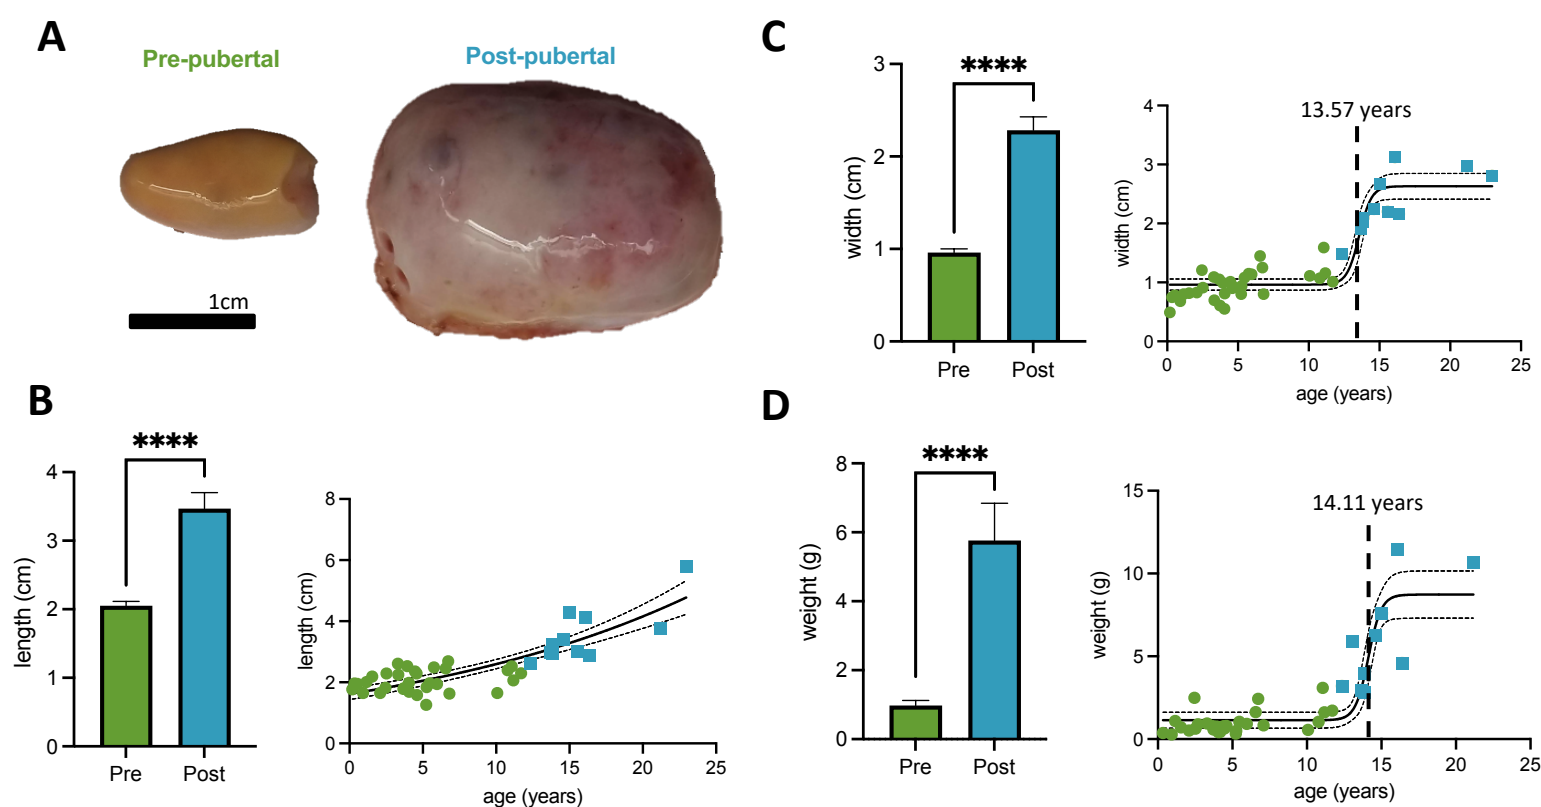 A
Pre-pubertal
Post-pubertal
1cm
B
****
4
3
2
1
0
length (cm)
Pre
Post
8
6
4
2
0
length (cm)
0
5
10
15
20
25
age (years)
C
****
3
2
1
0
width (cm)
Pre
Post
13.57 years
4
3
2
1
0
width (cm)
0
5
10
15
20
25
age (years)
D
****
8
6
4
2
0
weight (g)
Pre
Post
14.11 years
15
10
5
0
weight (g)
0
5
10
15
20
25
age (years)